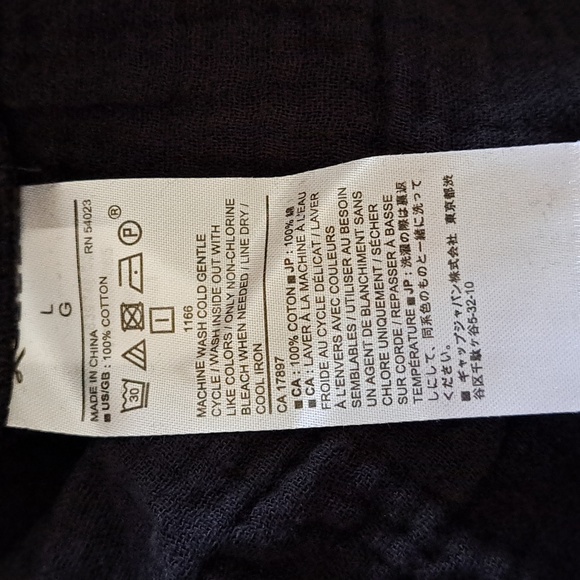 L
G
RN 54023
MADE IN CHINA
■ US/GB : 100% COTTON
30
P
®
1166
MACHINE WASH COLD GENTLE
CYCLE / WASH INSIDE OUT WITH
LIKE COLORS / ONLY NON-CHLORINE
BLEACH WHEN NEEDED / LINE DRY /
COOL IRON
CA 17897
■ CA : 100% COTON ■ JP : 100% 綿
■ CA : LAVER À LA MACHINE À L'EAU
FROIDE AU CYCLE DÉLICAT / LAVER
À L'ENVERS AVEC COULEURS
SEMBLABLES / UTILISER AU BESOIN
UN AGENT DE BLANCHIMENT SANS
CHLORE UNIQUEMENT / SÉCHER
SUR CORDE / REPASSER À BASSE
TEMPÉRATURE ■ JP : 洗濯の際は裏返
しにして、同系色のものと一緒に洗って
ください。
■ ギャップジャパン株式会社 東京都渋
谷区千駄ヶ谷5-32-10